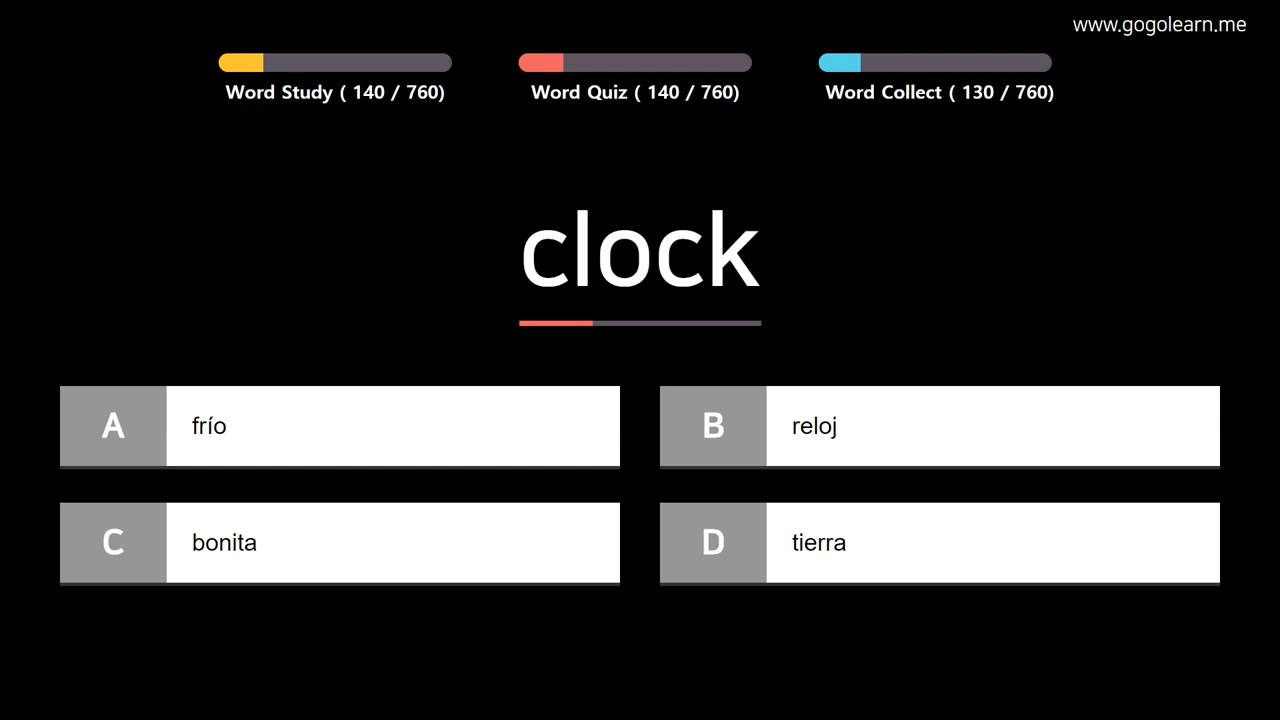 www.gogolearn.me
Word Study ( 140 / 760)
Word Quiz ( 140 / 760)
Word Collect ( 130 / 760)
clock
A frío
B reloj
C bonita
D tierra